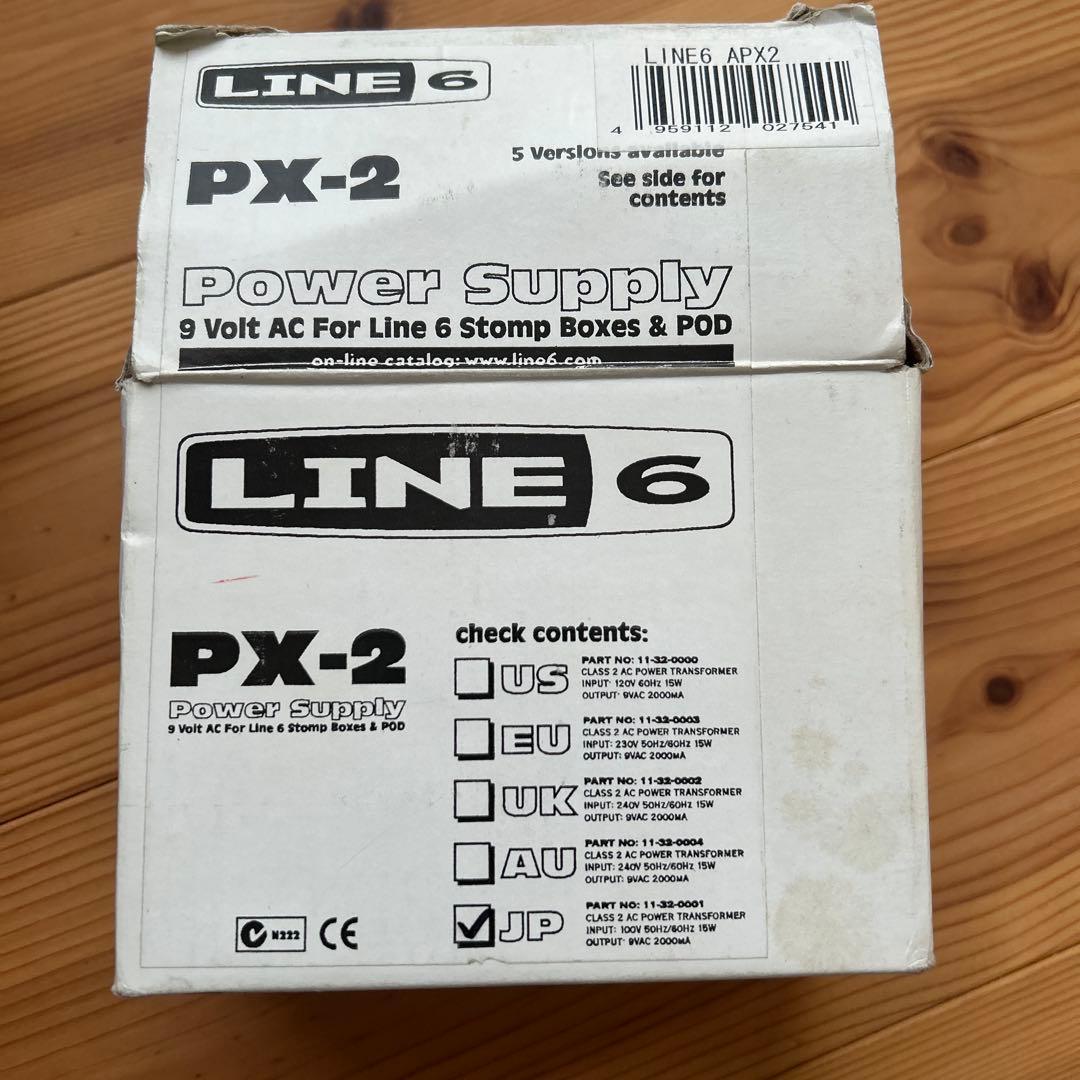 LINE 6
LINE6 APX2
4 959112 027541
PX-2
5 Versions available
See side for
contents
Power Supply
9 Volt AC For Line 6 Stomp Boxes & POD
on-line catalog: www.line6.com
LINE 6
PX-2
Power Supply
9 Volt AC For Line 6 Stomp Boxes & POD
check contents:
US
PART NO: 11-32-0000
CLASS 2 AC POWER TRANSFORMER
INPUT: 120V 60HZ 15W
OUTPUT: 9VAC 2000MA
EU
PART NO: 11-32-0003
CLASS 2 AC POWER TRANSFORMER
INPUT: 230V 50HZ/60HZ 15W
OUTPUT: 9VAC 2000MA
UK
PART NO: 11-32-0002
CLASS 2 AC POWER TRANSFORMER
INPUT: 240V 50HZ/60HZ 15W
OUTPUT: 9VAC 2000MA
AU
PART NO: 11-32-0004
CLASS 2 AC POWER TRANSFORMER
INPUT: 240V 50HZ/60HZ 15W
OUTPUT: 9VAC 2000MA
JP
PART NO: 11-32-0001
CLASS 2 AC POWER TRANSFORMER
INPUT: 100V 50HZ/60HZ 15W
OUTPUT: 9VAC 2000MA
N222
CE